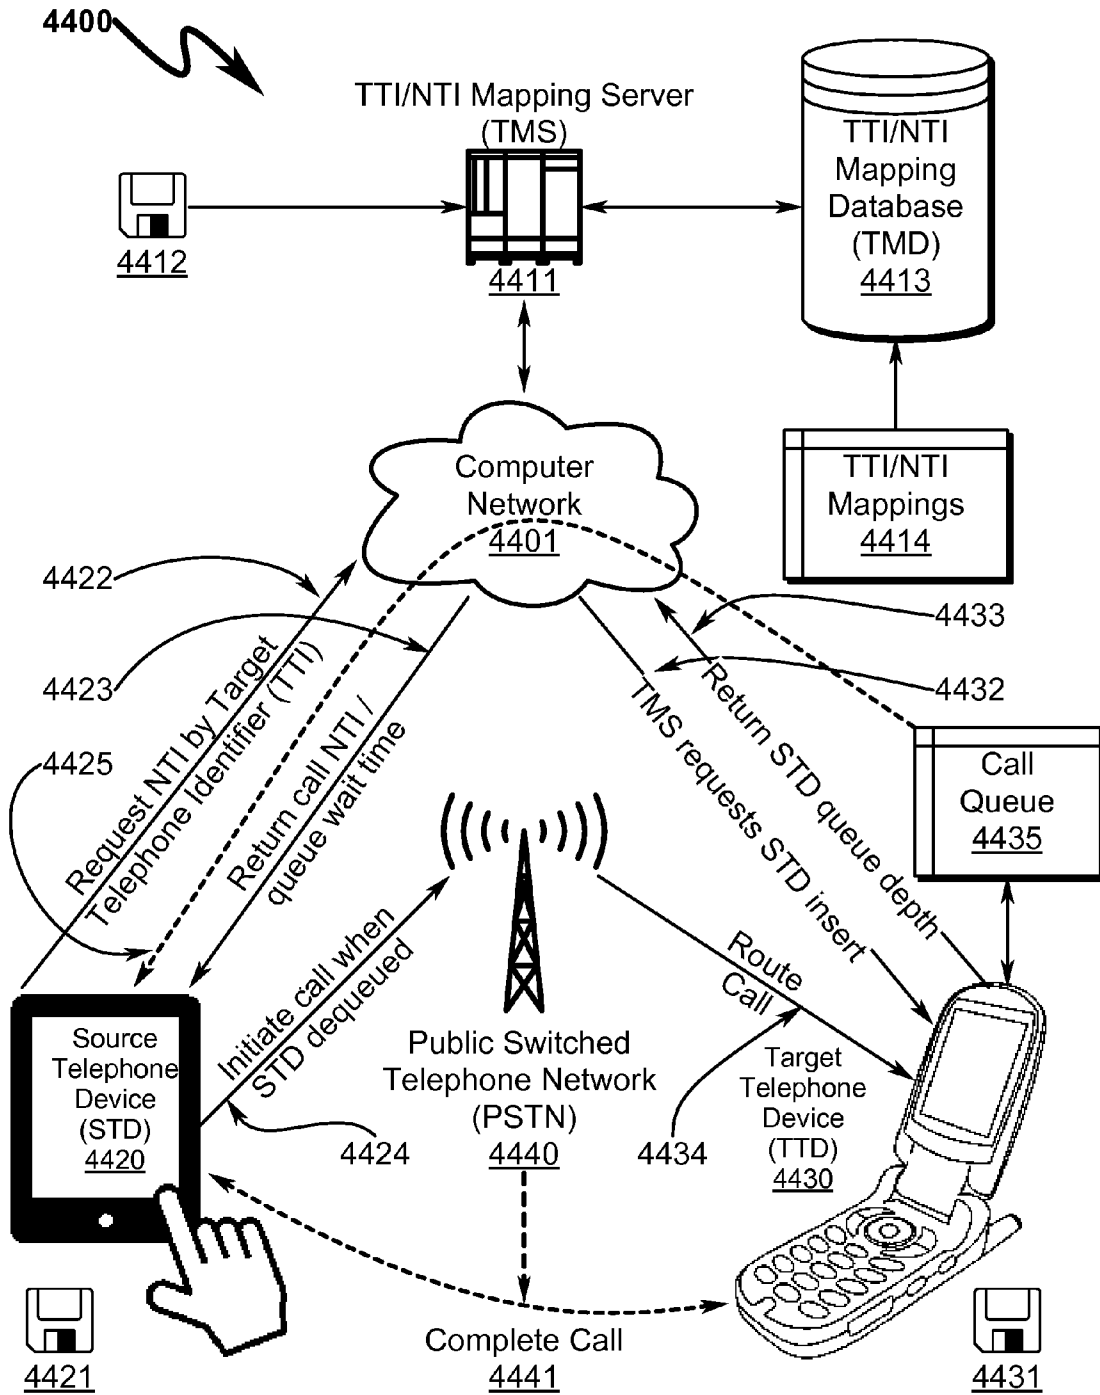 4400
TTI/NTI Mapping Server
(TMS)
4411
4412
TTI/NTI
Mapping
Database
(TMD)
4413
TTI/NTI
Mappings
4414
Computer
Network
4401
4422
4423
4425
4433
4432
Request NTI by Target
Telephone Identifier (TTI)
Return call NTI /
queue wait time
TMS requests STD insert
Return STD queue depth
Call
Queue
4435
Initiate call when
STD dequeued
Route
Call
Source
Telephone
Device
(STD)
4420
4424
Public Switched
Telephone Network
(PSTN)
4440
4434
Target
Telephone
Device
(TTD)
4430
Complete Call
4441
4421
4431